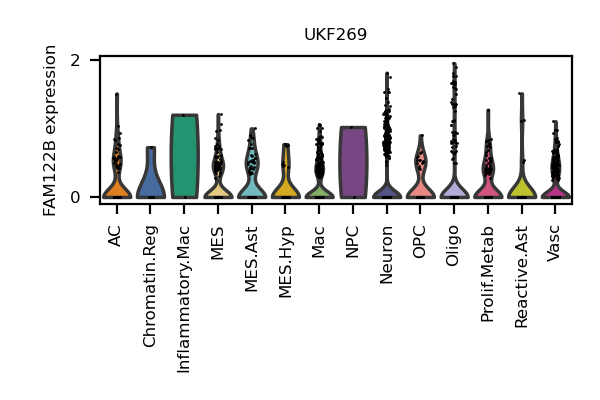 UKF269
FAM122B expression
2
0
AC
Chromatin.Reg
Inflammatory.Mac
MES
MES.Ast
MES.Hyp
Mac
NPC
Neuron
OPC
Oligo
Prolif.Metab
Reactive.Ast
Vasc